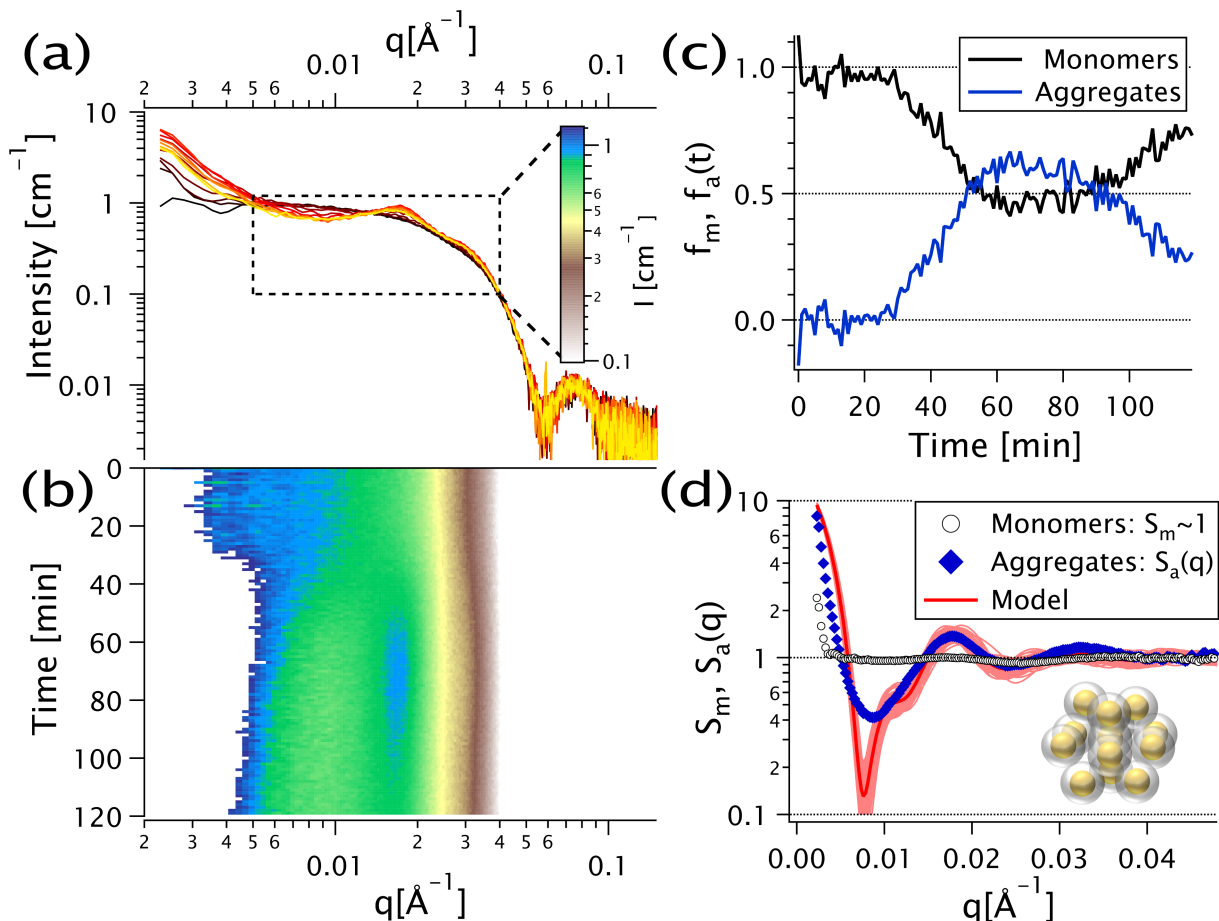 (a)
q[Å⁻¹]
0.01 0.1
2 3 4 5 6 2 3 4 5 6
10
1
0.1
0.01
Intensity [cm⁻¹]
1
6
5
4
3
2
0.1
I [cm⁻¹]
(b)
0
20
40
60
80
100
120
Time [min]
2 3 4 5 6 2 3 4 5 6
0.01 0.1
q[Å⁻¹]
(c)
Monomers
Aggregates
1.0
0.5
0.0
fₘ, fₐ(t)
0 20 40 60 80 100
Time [min]
(d)
Monomers: Sₘ~1
Aggregates: Sₐ(q)
Model
10
6
4
2
1
6
4
2
0.1
Sₘ, Sₐ(q)
0.00 0.01 0.02 0.03 0.04
q[Å⁻¹]